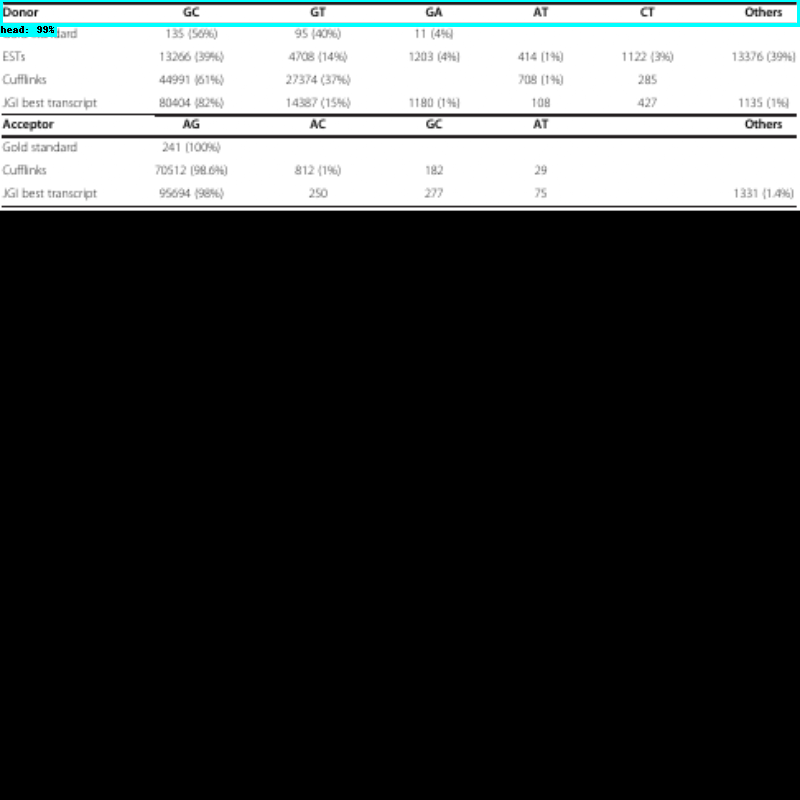 Donor GC GT GA AT CT Others
head: 99% dard 135 (56%) 95 (40%) 11 (4%)
ESTs 13266 (39%) 4708 (14%) 1203 (4%) 414 (1%) 1122 (3%) 13376 (39%)
Cufflinks 44991 (61%) 27374 (37%) 708 (1%) 285
JGI best transcript 80404 (82%) 14387 (15%) 1180 (1%) 108 427 1135 (1%)
Acceptor AG AC GC AT Others
Gold standard 241 (100%)
Cufflinks 70512 (98.6%) 812 (1%) 182 29
JGI best transcript 95694 (98%) 250 277 75 1331 (1.4%)